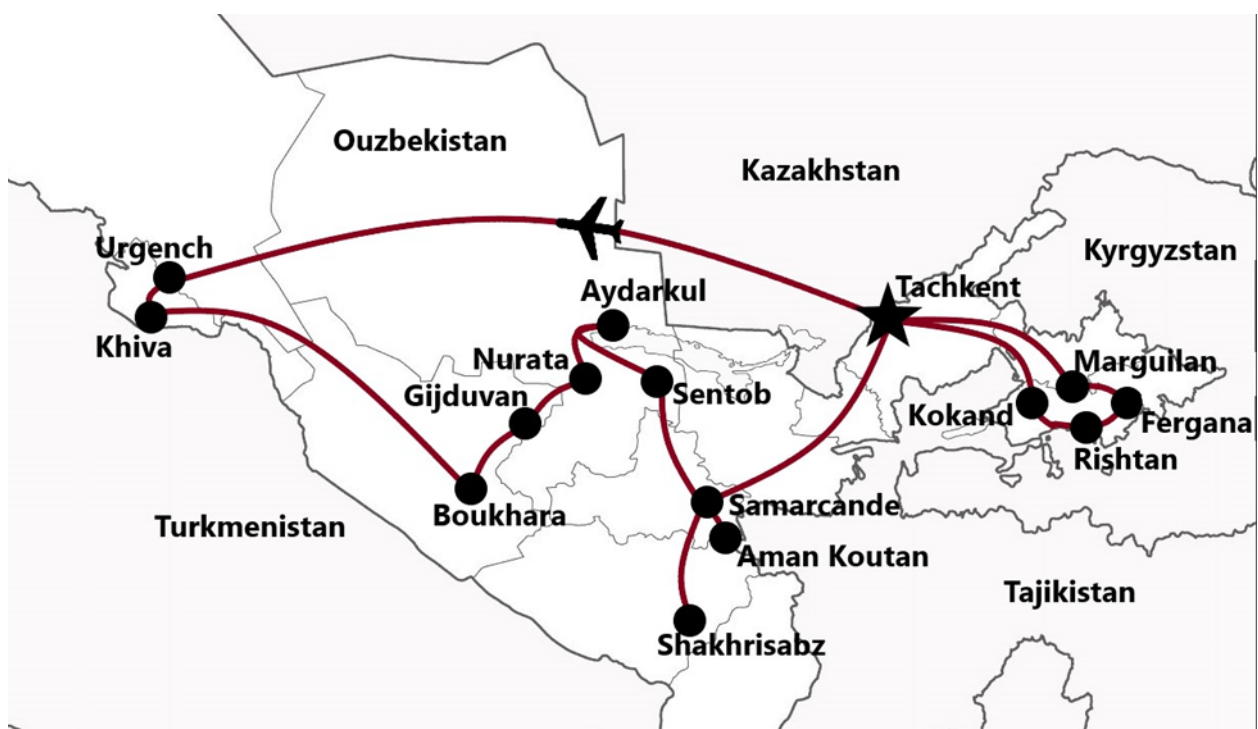 Ouzbekistan
Kazakhstan
Urgench
Kyrgyzstan
Aydarkul
Tachkent
Khiva
Nurata
Marguilan
Gijduvan
Sentob
Kokand
Fergana
Rishtan
Boukhara
Samarcande
Turkmenistan
Aman Koutan
Tajikistan
Shakhrisabz